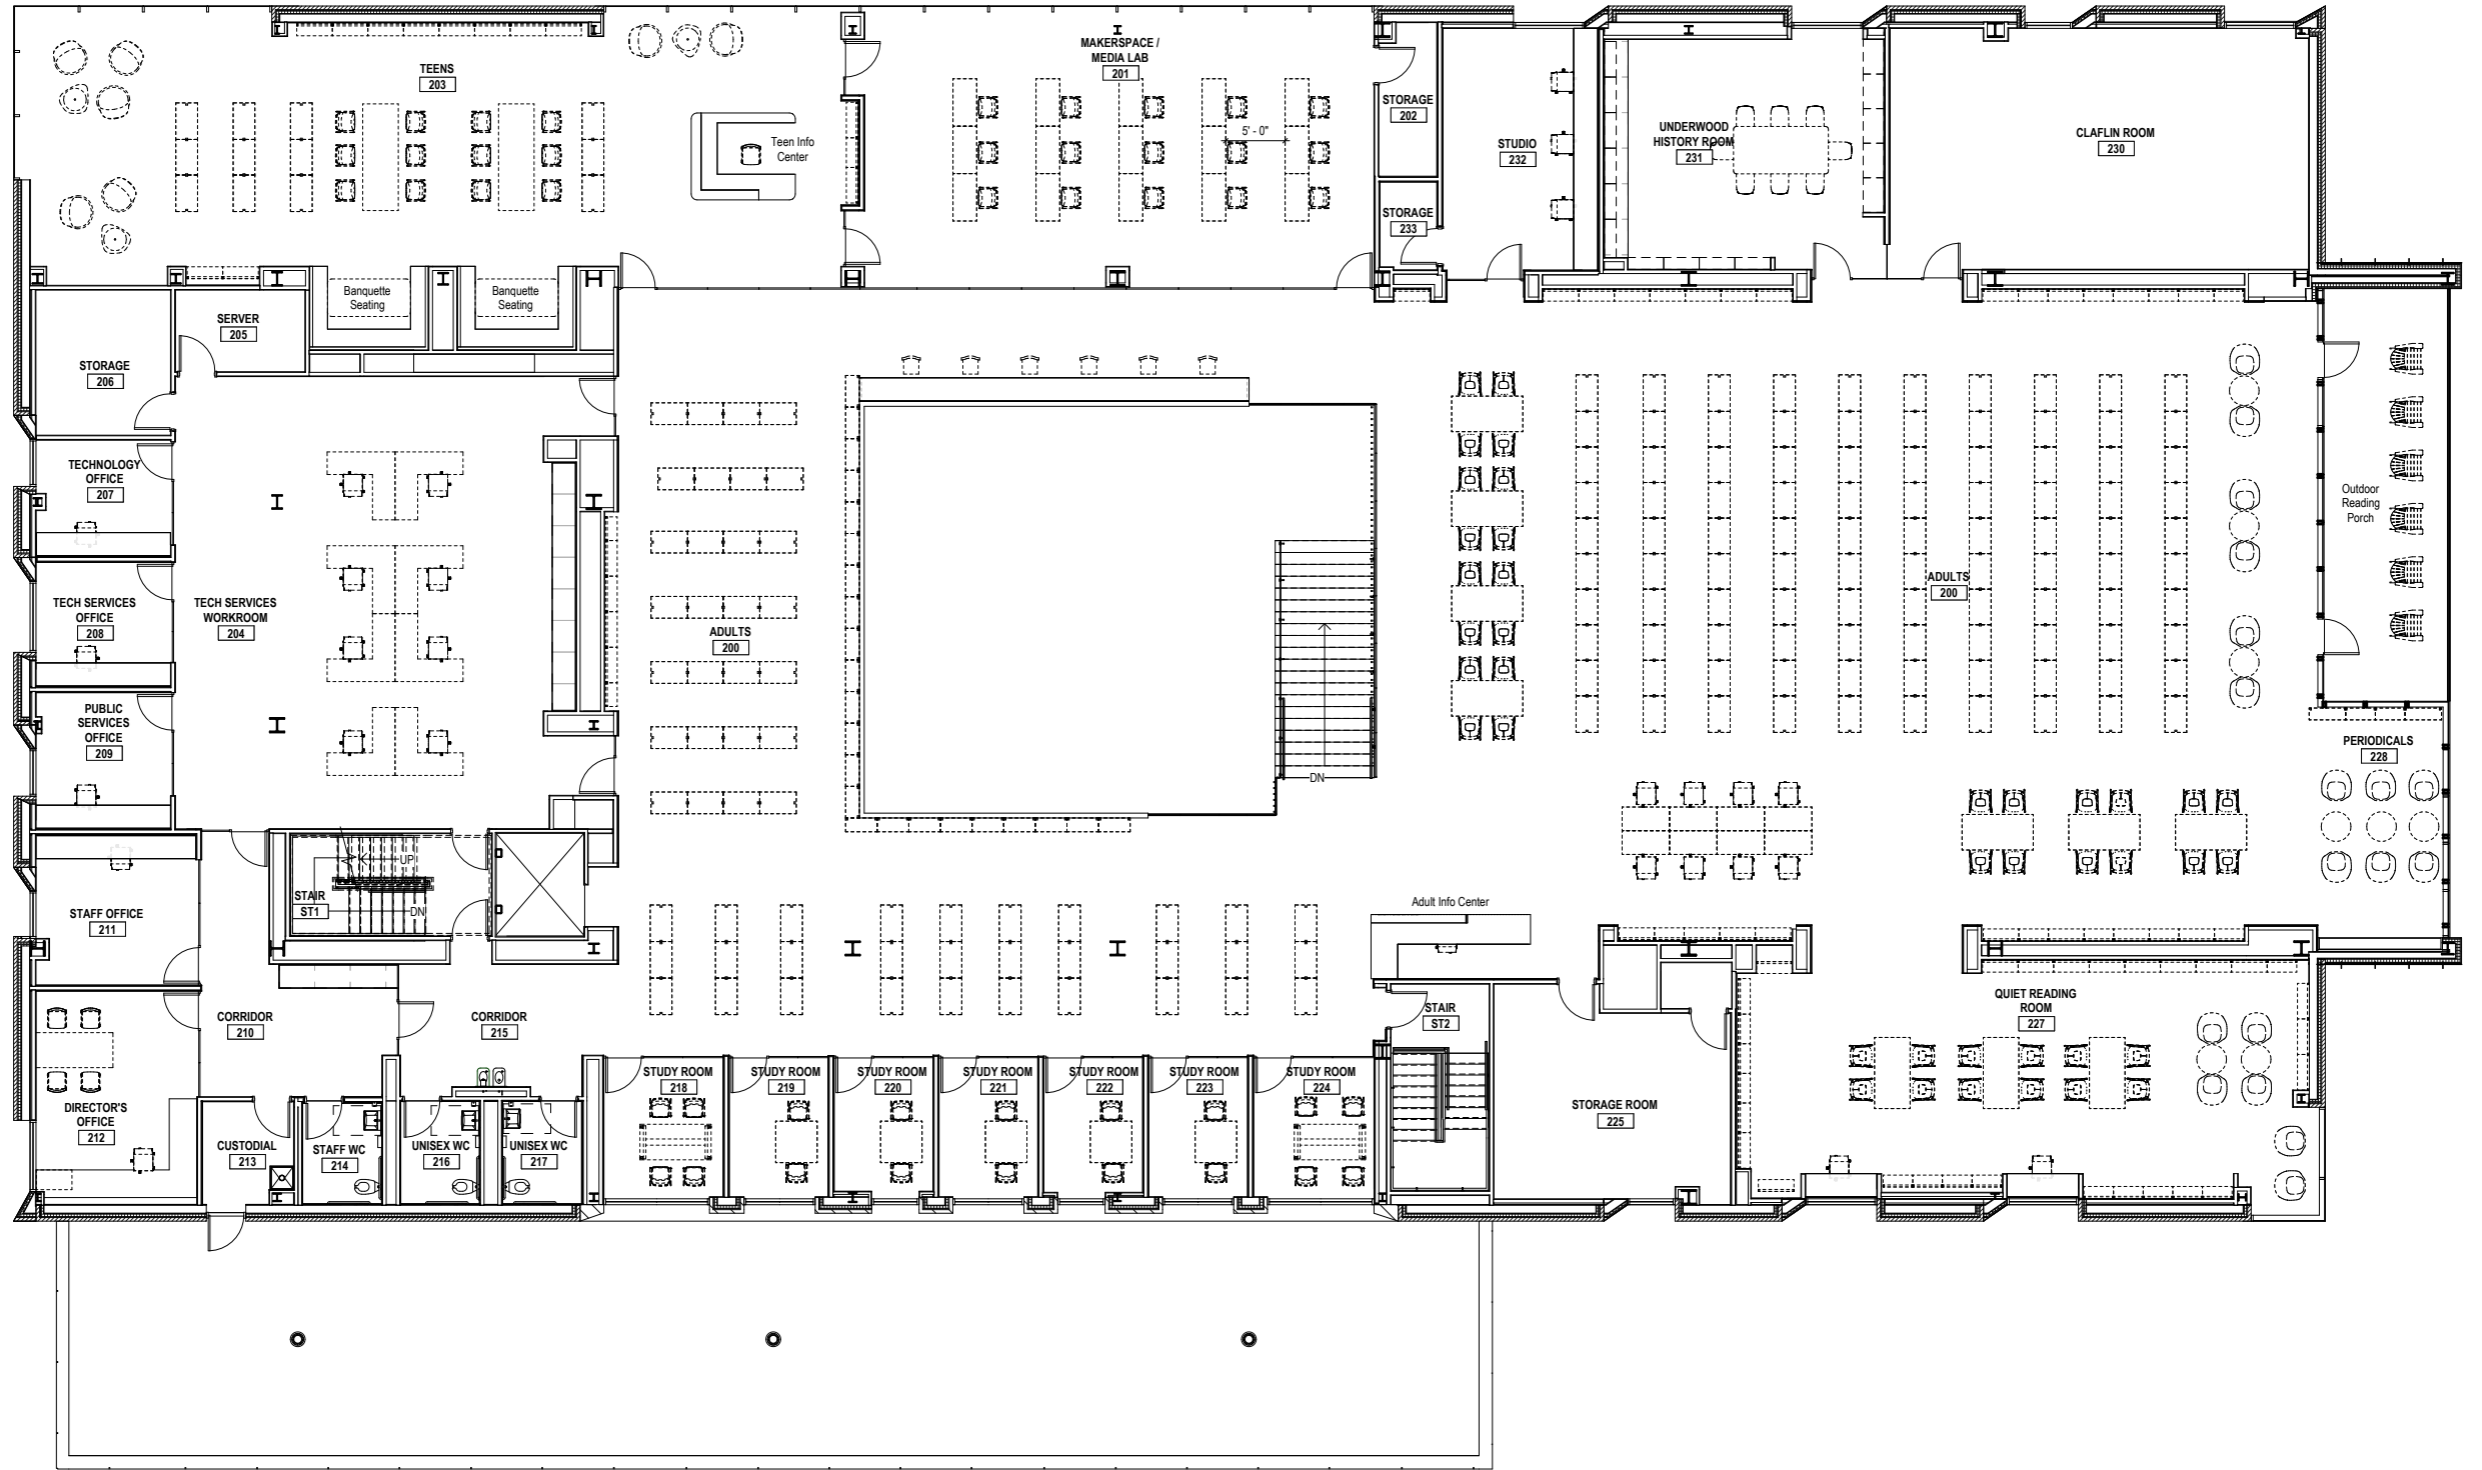 TEENS
203
MAKERSPACE /
MEDIA LAB
201
STORAGE
202
STUDIO
232
UNDERWOOD
HISTORY ROOM
231
CLAFLIN ROOM
230
Teen Info
Center
5' - 0"
STORAGE
233
Banquette
Seating
Banquette
Seating
SERVER
205
STORAGE
206
TECHNOLOGY
OFFICE
207
TECH SERVICES
OFFICE
208
TECH SERVICES
WORKROOM
204
ADULTS
200
ADULTS
200
Outdoor
Reading
Porch
PUBLIC
SERVICES
OFFICE
209
DN
PERIODICALS
228
UP
STAIR
ST1
DN
STAFF OFFICE
211
Adult Info Center
CORRIDOR
210
CORRIDOR
215
STAIR
ST2
QUIET READING
ROOM
227
STUDY ROOM
218
STUDY ROOM
219
STUDY ROOM
220
STUDY ROOM
221
STUDY ROOM
222
STUDY ROOM
223
STUDY ROOM
224
DIRECTOR'S
OFFICE
212
STORAGE ROOM
225
CUSTODIAL
213
STAFF WC
214
UNISEX WC
216
UNISEX WC
217